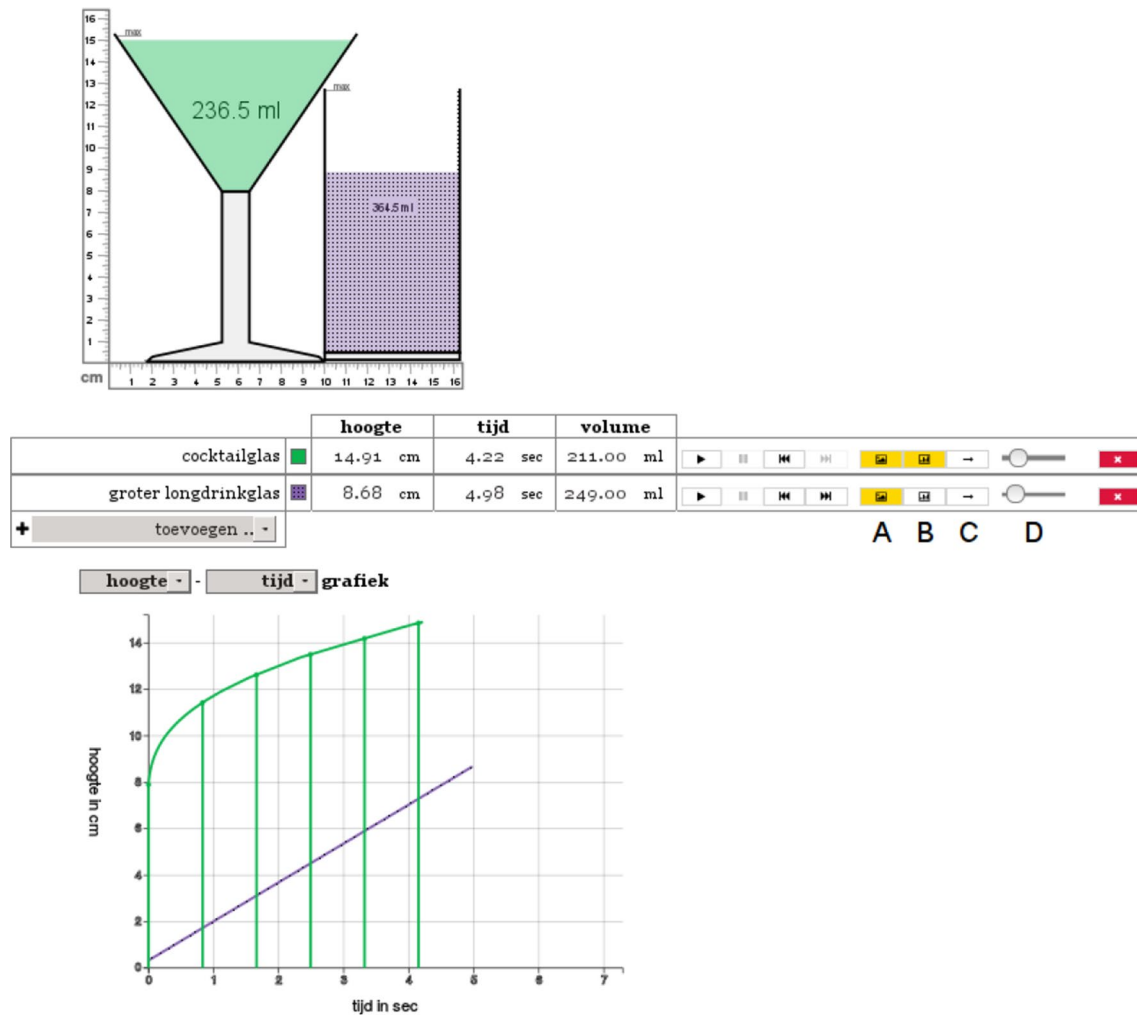 16
15
max
14
13
max
12
236.5 ml
11
10
9
8
7
364.5 ml
6
5
4
3
2
1
cm 1 2 3 4 5 6 7 8 9 10 11 12 13 14 15 16
hoogte tijd volume
cocktailglas 14.91 cm 4.22 sec 211.00 ml
groter longdrinkglas 8.68 cm 4.98 sec 249.00 ml
toevoegen ..
A B C D
hoogte - tijd grafiek
14
12
10
8
6
4
2
0
hoogte in cm
0 1 2 3 4 5 6 7
tijd in sec